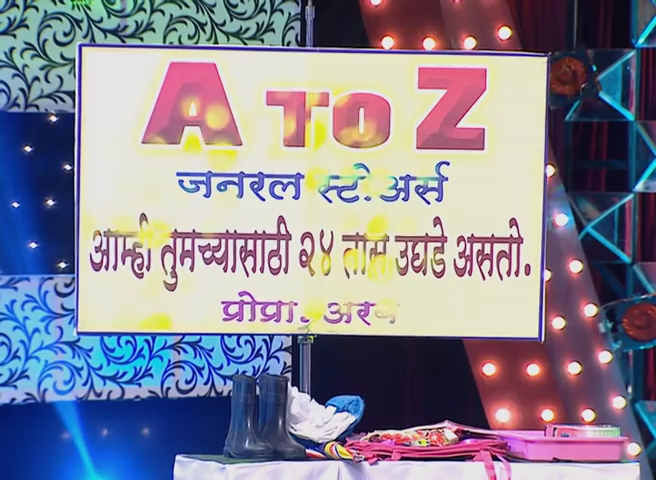 A TO Z
जनरल स्टे.अर्स
आम्ही तुमच्यासाठी २४ तास उघडे असतो.
प्रोप्रा.